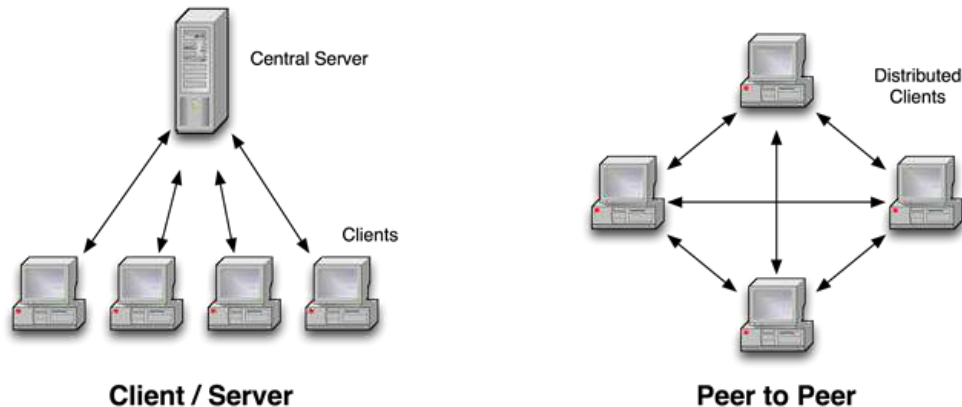 Central Server
Clients
Client / Server
Distributed
Clients
Peer to Peer